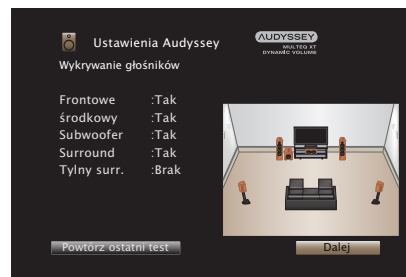 Ustawienia Audyssey
AUDYSSEY
MULTEQ XT
DYNAMIC VOLUME
Wykrywanie głośników
Frontowe :Tak
środkowy :Tak
Subwoofer :Tak
Surround :Tak
Tylny surr. :Brak
Powtórz ostatni test
Dalej